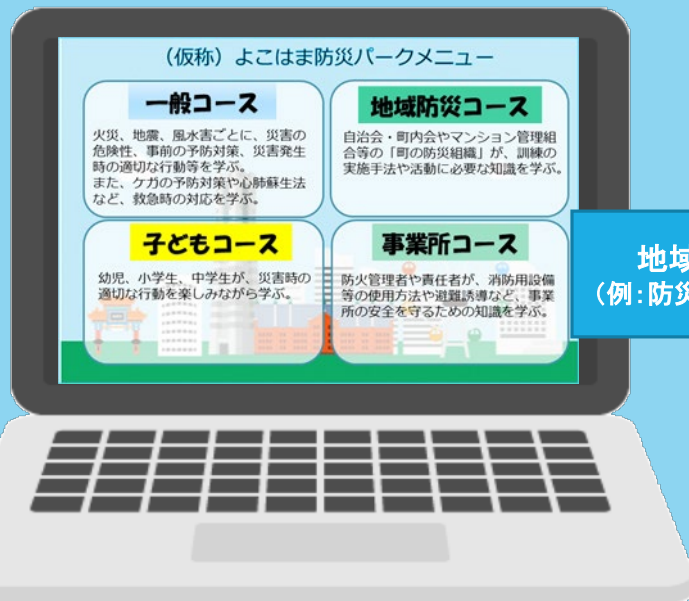 （仮称）よこはま防災パークメニュー
一般コース
火災、地震、風水害ごとに、災害の
危険性、事前の予防対策、災害発生
時の適切な行動等を学ぶ。
また、ケガの予防対策や心肺蘇生法
など、救急時の対応を学ぶ。
地域防災コース
自治会・町内会やマンション管理組
合等の「町の防災組織」が、訓練の
実施手法や活動に必要な知識を学ぶ。
子どもコース
幼児、小学生、中学生が、災害時の
適切な行動を楽しみながら学ぶ。
事業所コース
防火管理者や責任者が、消防用設備
等の使用方法や避難誘導など、事業
所の安全を守るための知識を学ぶ。
地域
（例：防災